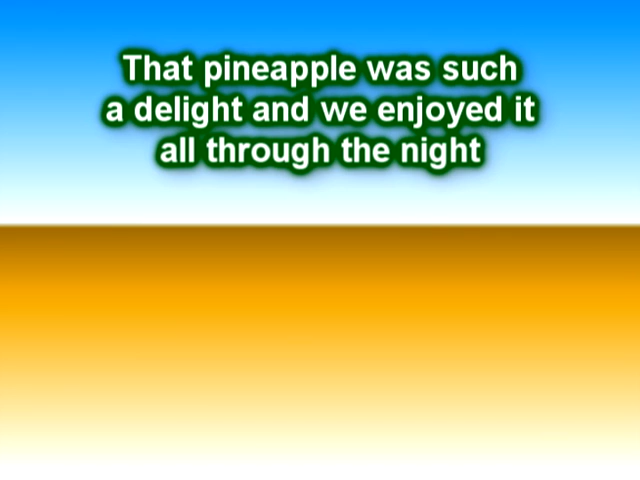 That pineapple was such
a delight and we enjoyed it
all through the night